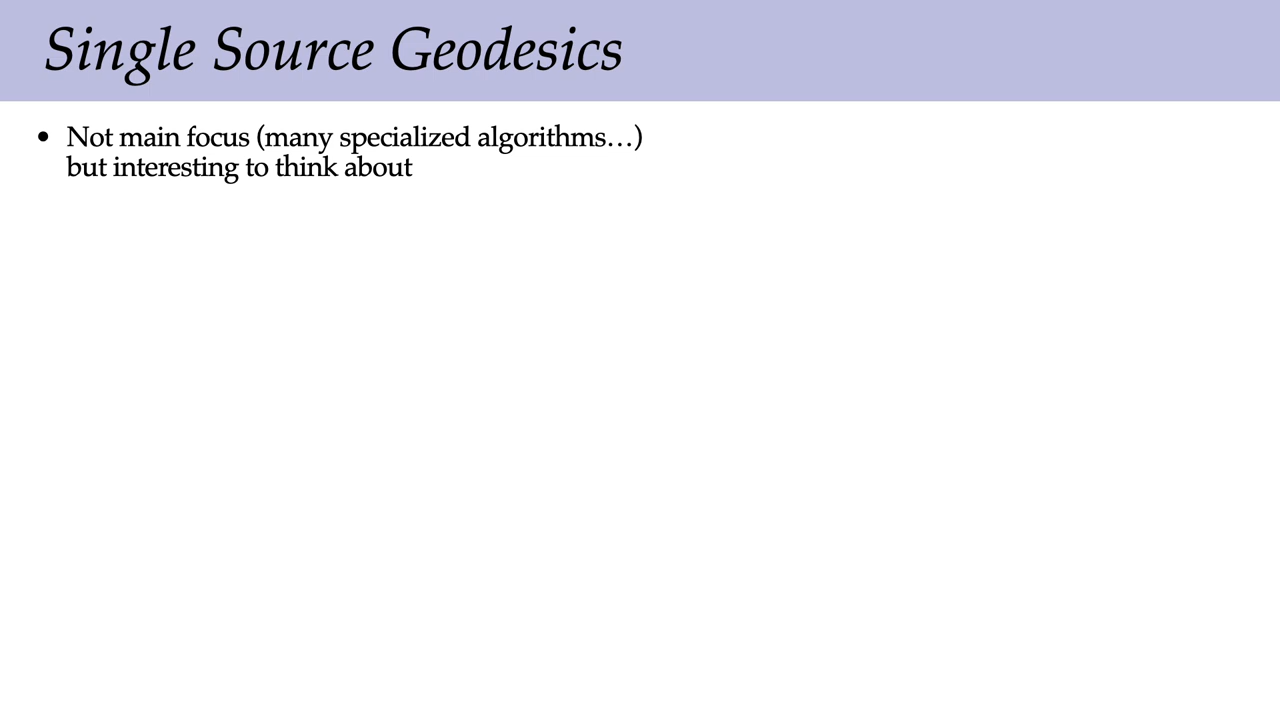 Single Source Geodesics
• Not main focus (many specialized algorithms…)
but interesting to think about